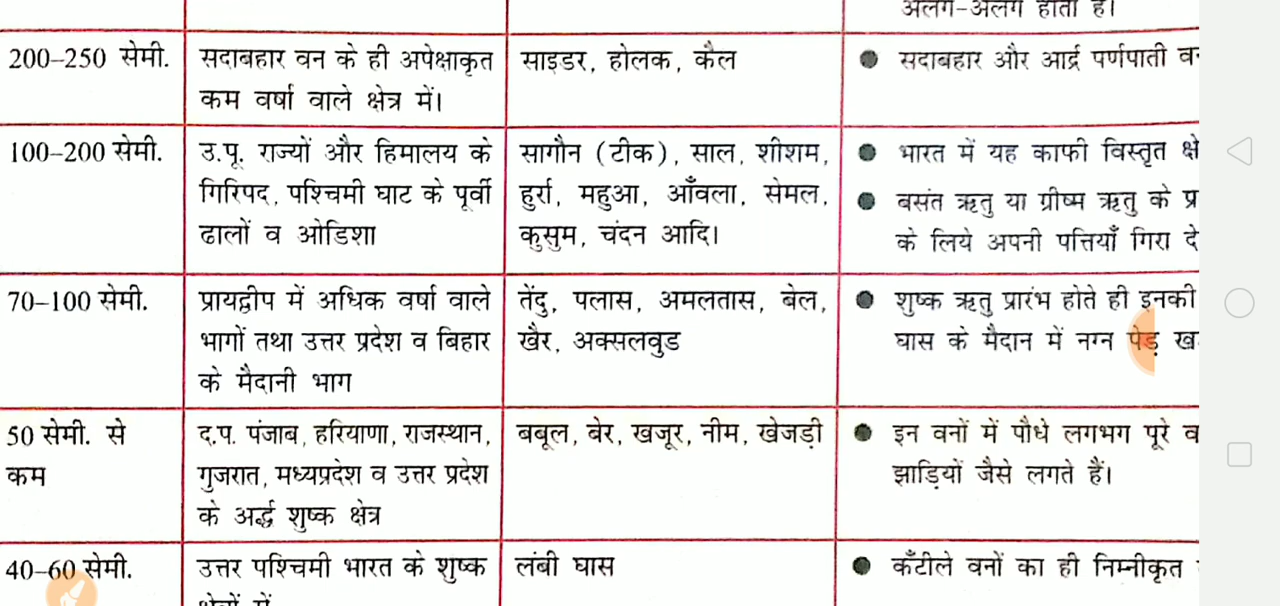 अलग-अलग होता है।
200–250 सेमी.
सदाबहार वन के ही अपेक्षाकृत
कम वर्षा वाले क्षेत्र में।
साइडर, होलक, कैल
सदाबहार और आर्द्र पर्णपाती
100–200 सेमी.
उ.पू. राज्यों और हिमालय के
गिरिपद, पश्चिमी घाट के पूर्वी
ढालों व ओडिशा
सागौन (टीक), साल, शीशम,
हुर्रा, महुआ, आँवला, सेमल,
कुसुम, चंदन आदि।
भारत में यह काफी विस्तृत
बसंत ऋतु या ग्रीष्म ऋतु के
के लिये अपनी पत्तियाँ गिरा
70–100 सेमी.
प्रायद्वीप में अधिक वर्षा वाले
भागों तथा उत्तर प्रदेश व बिहार
के मैदानी भाग
तेंदु, पलास, अमलतास, बेल,
खैर, अक्सलवुड
शुष्क ऋतु प्रारंभ होते ही इनकी
घास के मैदान में नग्न पेड़
50 सेमी. से
कम
द.प. पंजाब, हरियाणा, राजस्थान,
गुजरात, मध्यप्रदेश व उत्तर प्रदेश
के अर्द्ध शुष्क क्षेत्र
बबूल, बेर, खजूर, नीम, खेजड़ी
इन वनों में पौधे लगभग पूरे
झाड़ियों जैसे लगते हैं।
40–60 सेमी.
उत्तर पश्चिमी भारत के शुष्क
लंबी घास
कँटीले वनों का ही निम्नीकृत